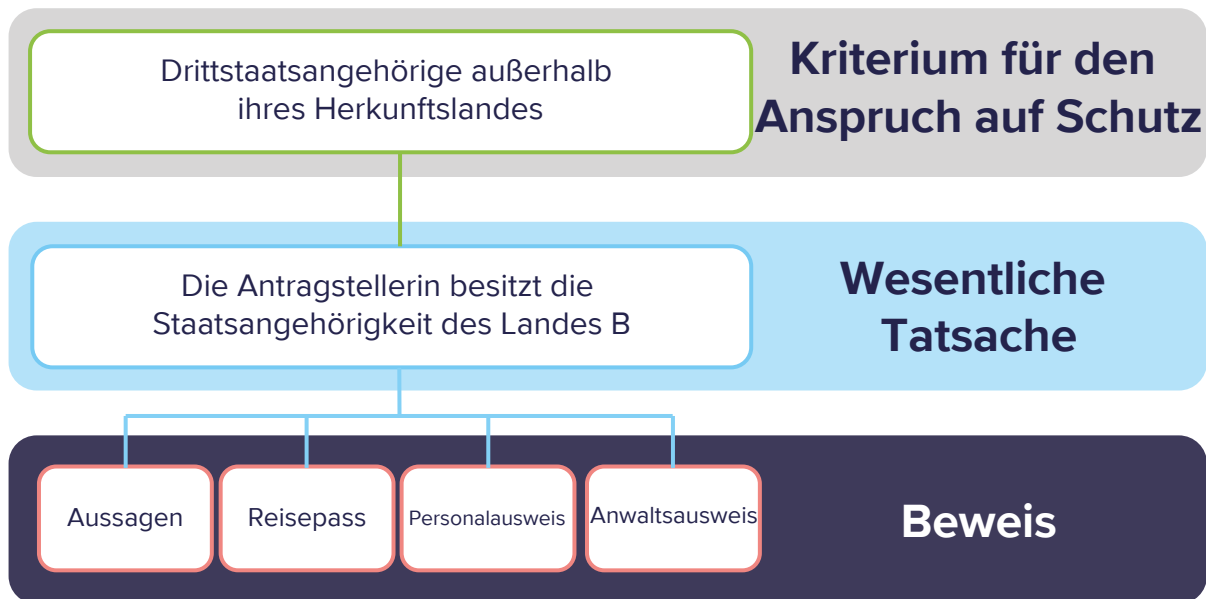 Drittstaatsangehörige außerhalb
ihres Herkunftslandes
Kriterium für den
Anspruch auf Schutz
Die Antragstellerin besitzt die
Staatsangehörigkeit des Landes B
Wesentliche
Tatsache
Aussagen
Reisepass
Personalausweis
Anwaltsausweis
Beweis